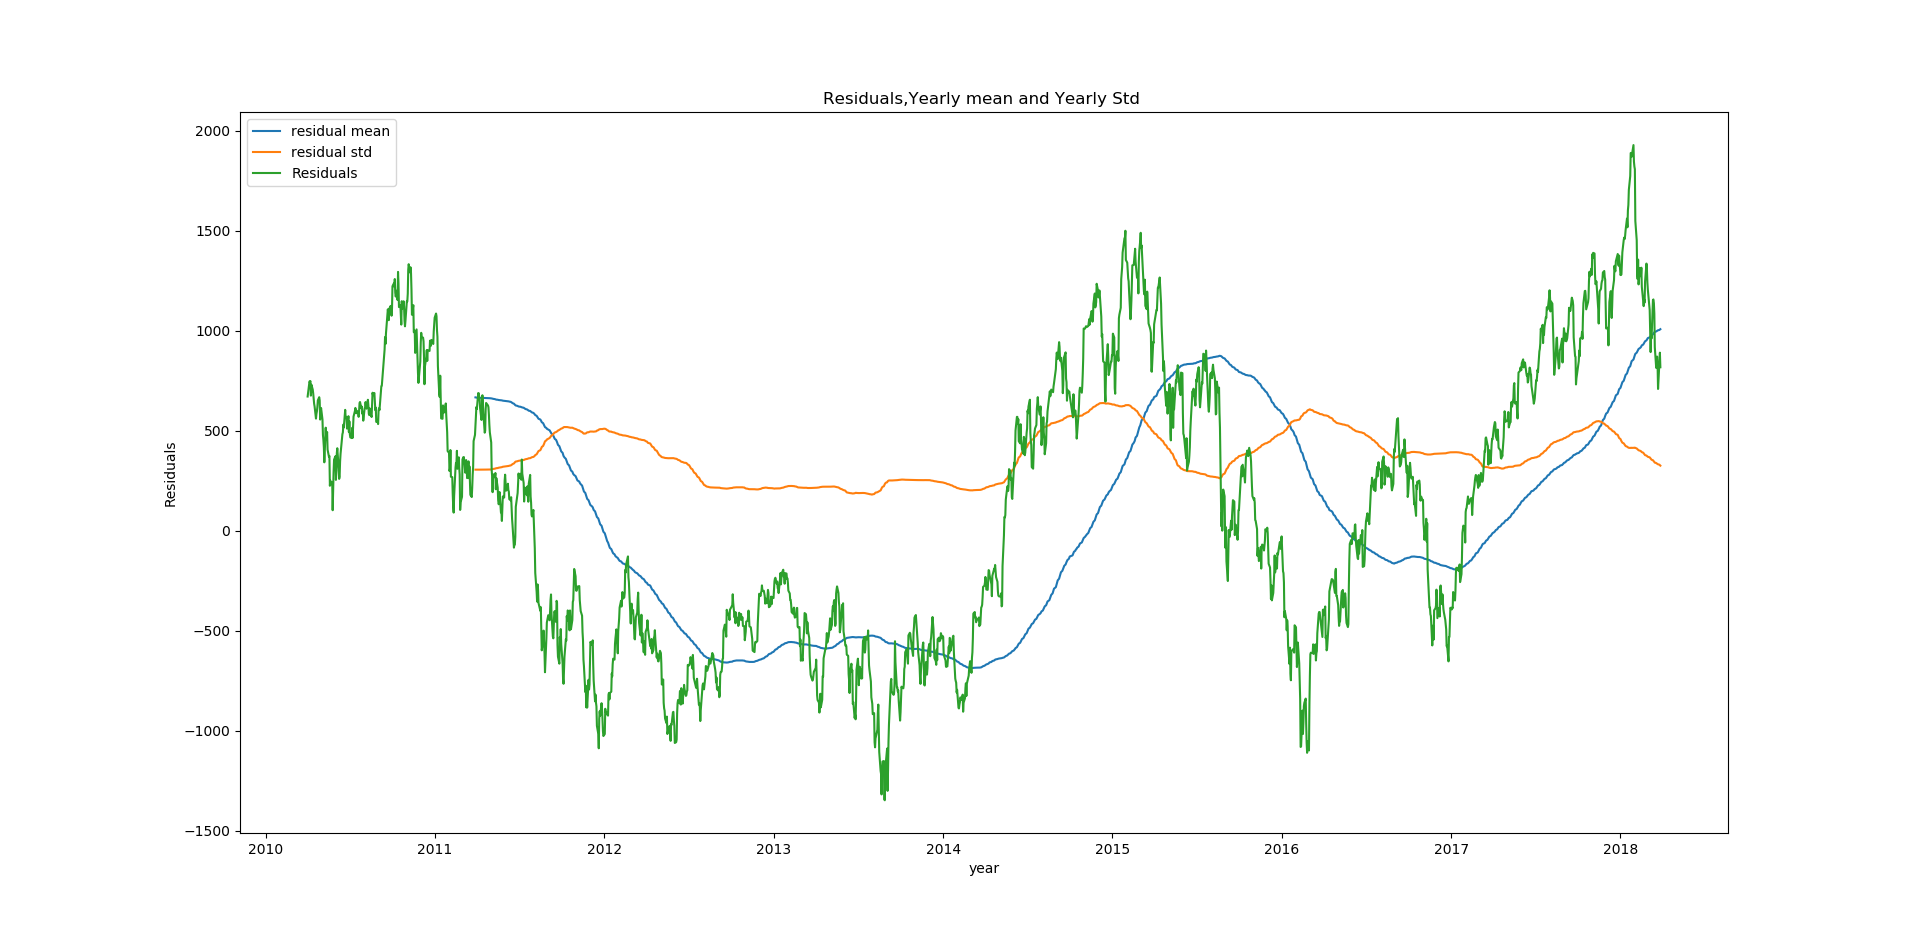 Residuals,Yearly mean and Yearly Std
residual mean
residual std
Residuals
2000
1500
1000
500
0
−500
−1000
−1500
Residuals
2010 2011 2012 2013 2014 2015 2016 2017 2018
year